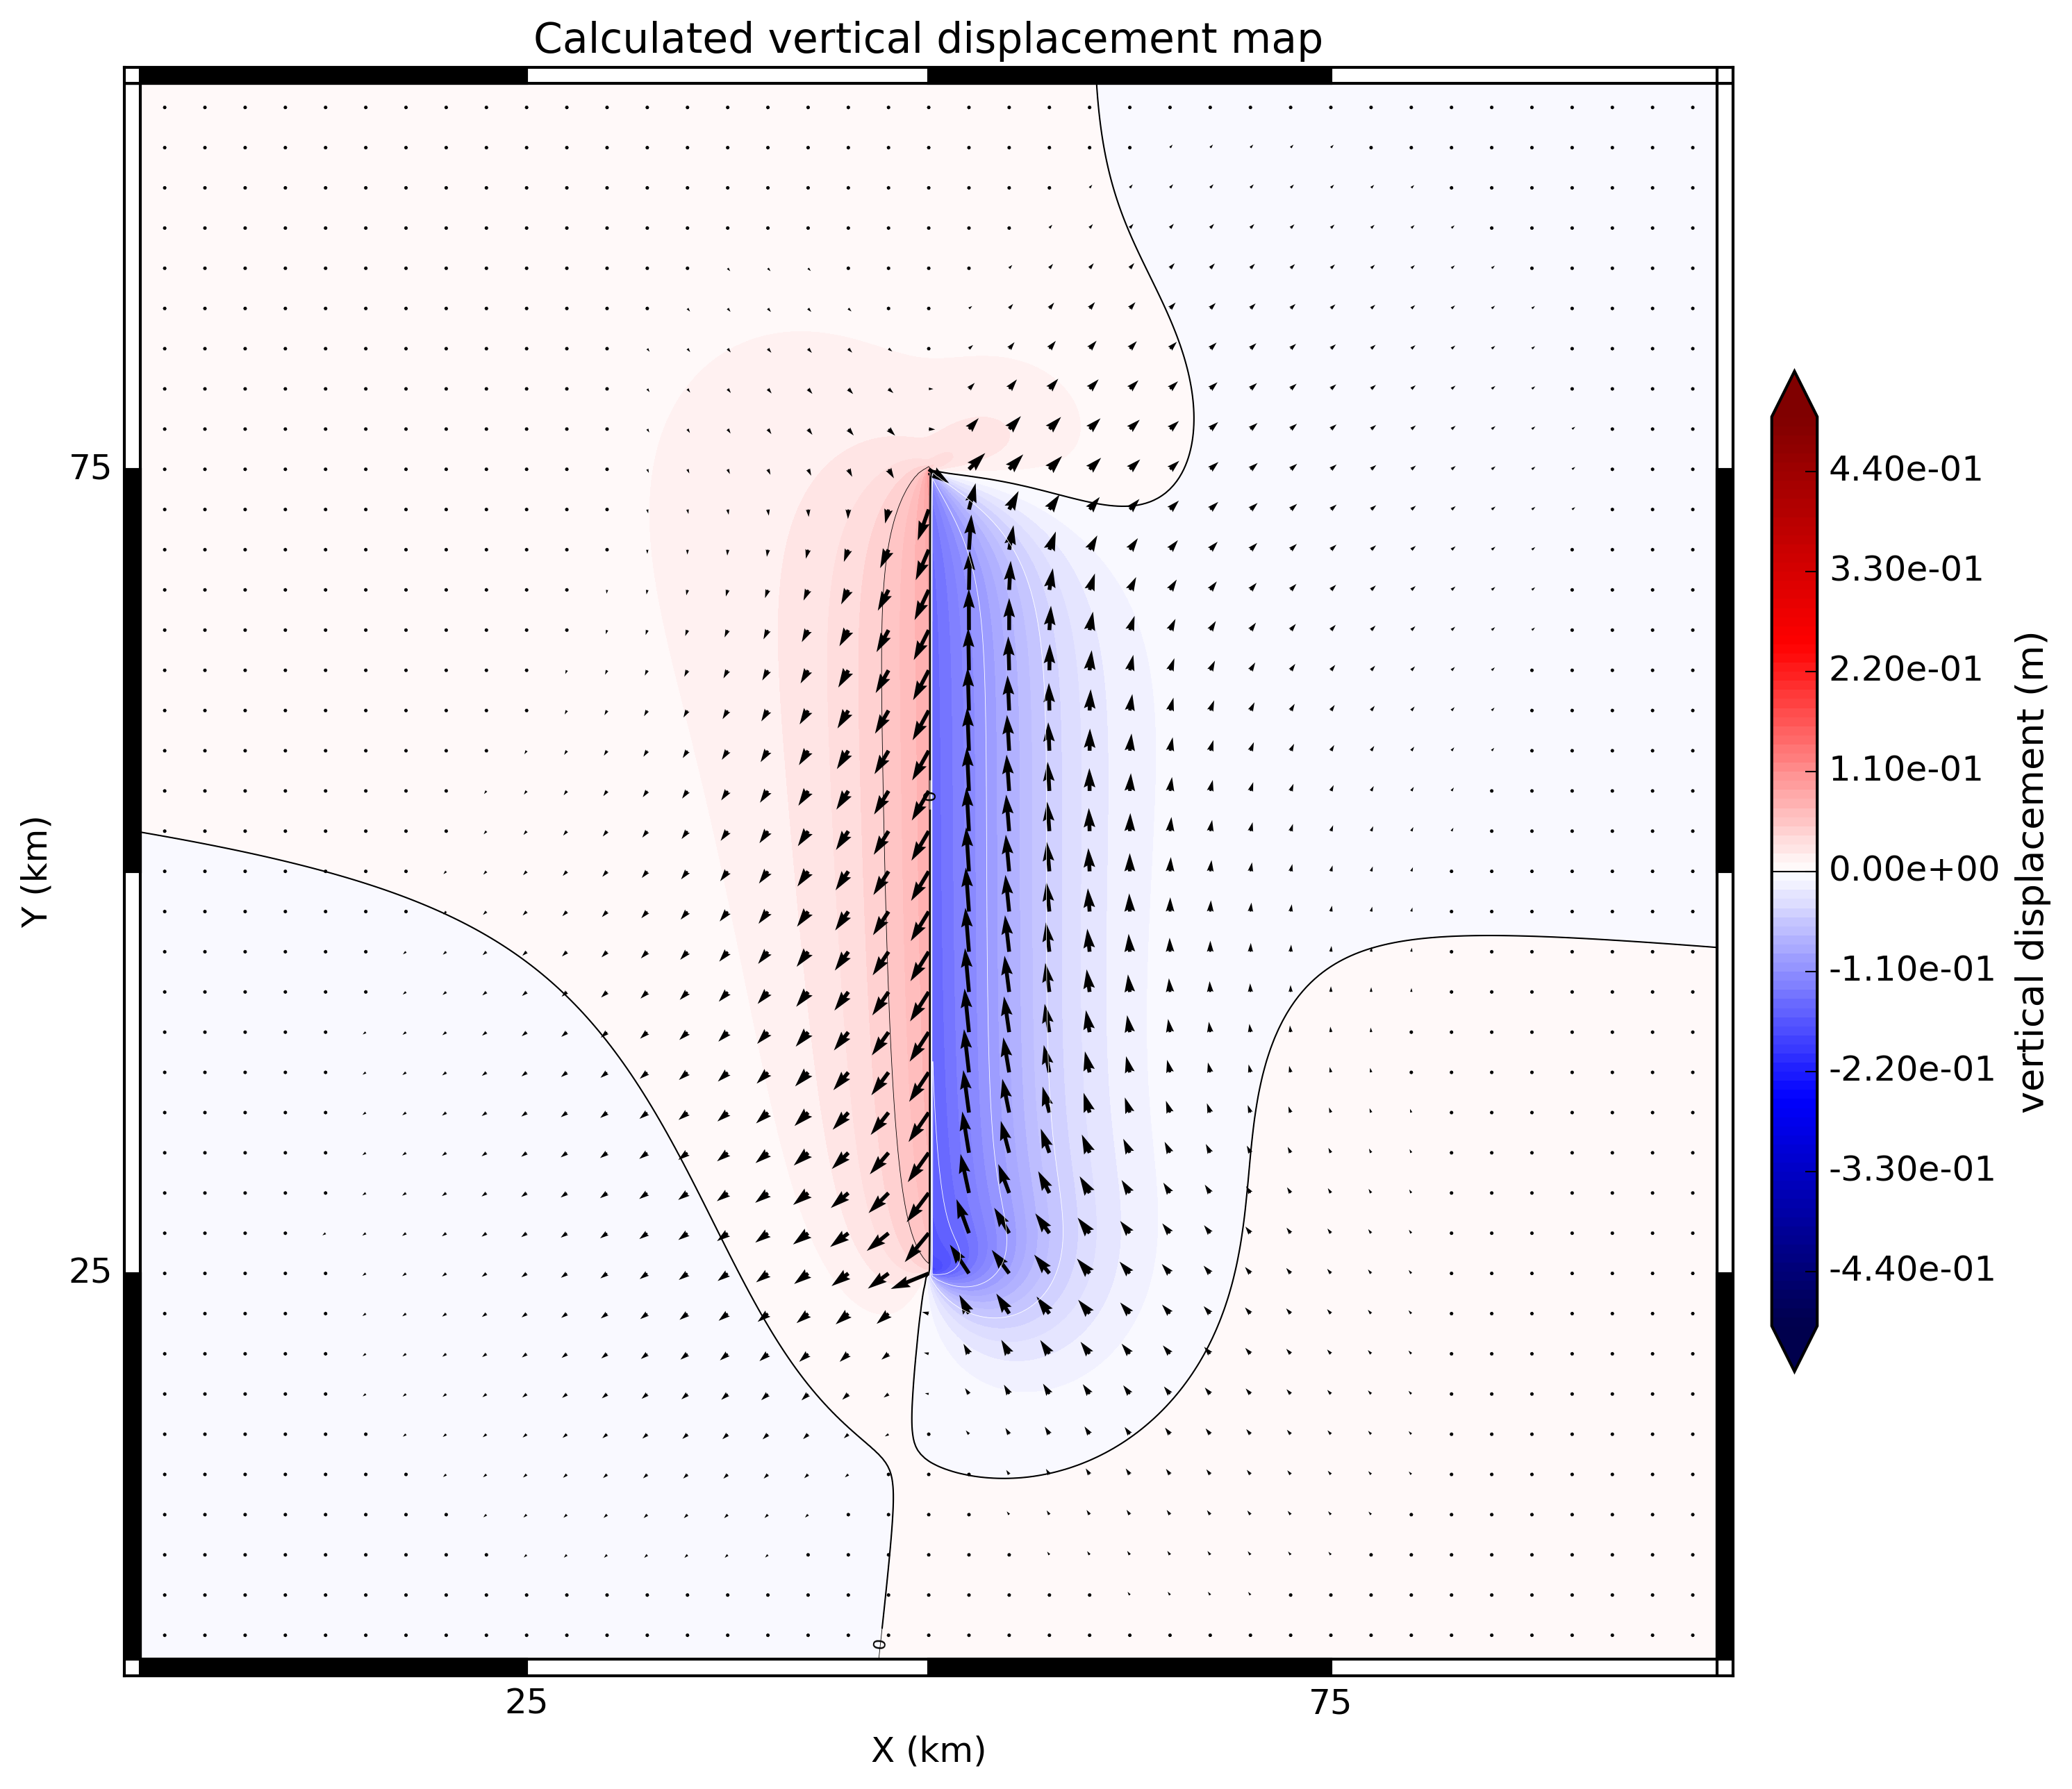 Calculated vertical displacement map
75
25
Y (km)
0
0
25
75
X (km)
4.40e-01
3.30e-01
2.20e-01
1.10e-01
0.00e+00
-1.10e-01
-2.20e-01
-3.30e-01
-4.40e-01
vertical displacement (m)